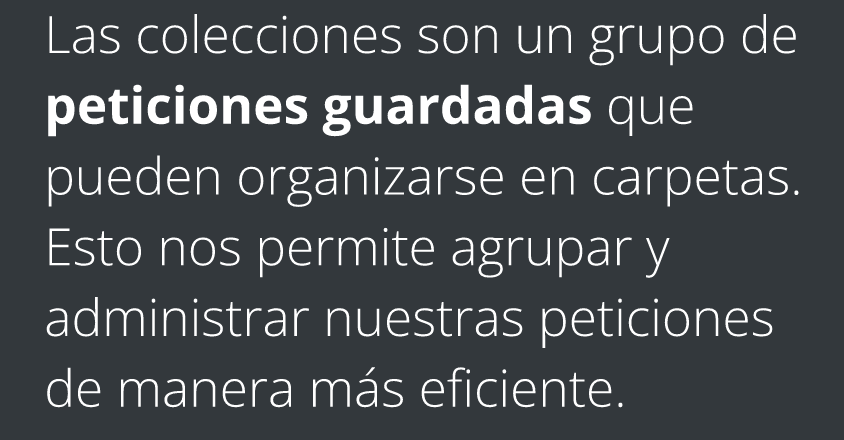 Las colecciones son un grupo de
peticiones guardadas que
pueden organizarse en carpetas.
Esto nos permite agrupar y
administrar nuestras peticiones
de manera más eficiente.